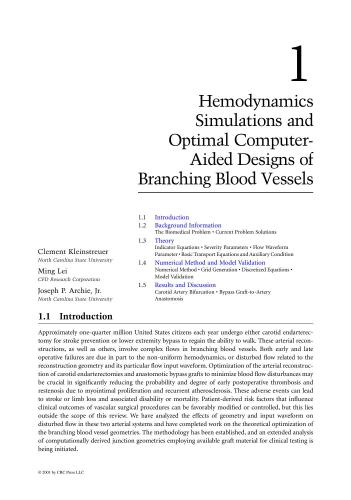 1
Hemodynamics
Simulations and
Optimal Computer-
Aided Designs of
Branching Blood Vessels
Clement Kleinstreuer
North Carolina State University
Ming Lei
CFD Research Corporation
Joseph P. Archie, Jr.
North Carolina State University
1.1 Introduction
1.2 Background Information
The Biomedical Problem • Current Problem Solutions
1.3 Theory
Indicator Equations • Severity Parameters • Flow Waveform
Parameter • Basic Transport Equations and Auxiliary Condition
1.4 Numerical Method and Model Validation
Numerical Method • Grid Generation • Discretized Equations •
Model Validation
1.5 Results and Discussion
Carotid Artery Bifurcation • Bypass Graft-to-Artery
Anastomosis
1.1 Introduction
Approximately one-quarter million United States citizens each year undergo either carotid endarterec-
tomy for stroke prevention or lower extremity bypass to regain the ability to walk. These arterial recon-
structions, as well as others, involve complex flows in branching blood vessels. Both early and late
operative failures are due in part to the non-uniform hemodynamics, or disturbed flow related to the
reconstruction geometry and its particular flow input waveform. Optimization of the arterial reconstruc-
tion of carotid endarterectomies and anastomotic bypass grafts to minimize blood flow disturbances may
be crucial in significantly reducing the probability and degree of early postoperative thrombosis and
restenosis due to myointimal proliferation and recurrent atherosclerosis. These adverse events can lead
to stroke or limb loss and associated disability or mortality. Patient-derived risk factors that influence
clinical outcomes of vascular surgical procedures can be favorably modified or controlled, but this lies
outside the scope of this review. We have analyzed the effects of geometry and input waveform on
disturbed flow in these two arterial systems and have completed work on the theoretical optimization of
the branching blood vessel geometries. The methodology has been established, and an extended analysis
of computationally derived junction geometries employing available graft material for clinical testing is
being initiated.
© 2001 by CRC Press LLC